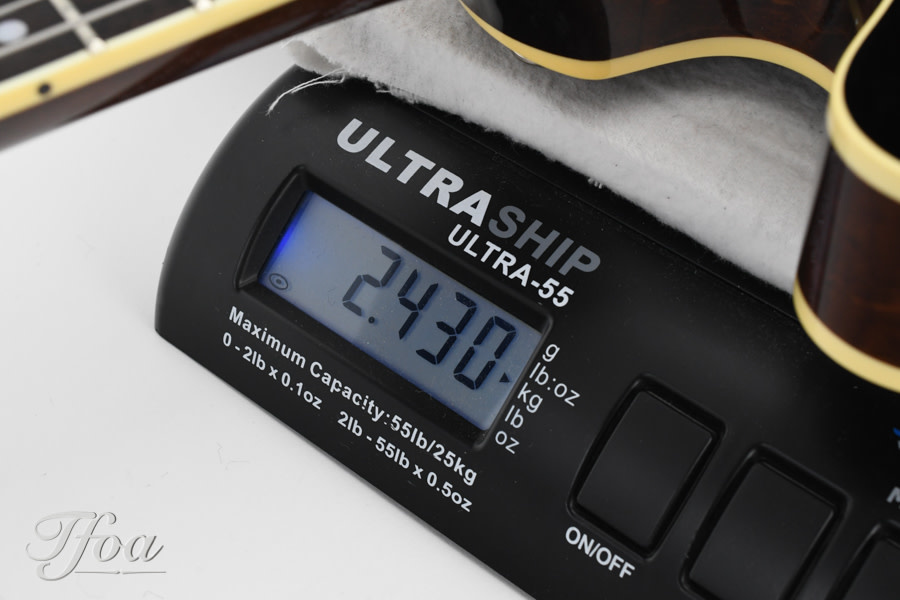 ULTRASHIP
ULTRA-55
2.430
g
lb:oz
kg
lb
oz
Maximum Capacity:55lb/25kg
0 - 2lb x 0.1oz 2lb - 55lb x 0.5oz
ON/OFF
Tfoa